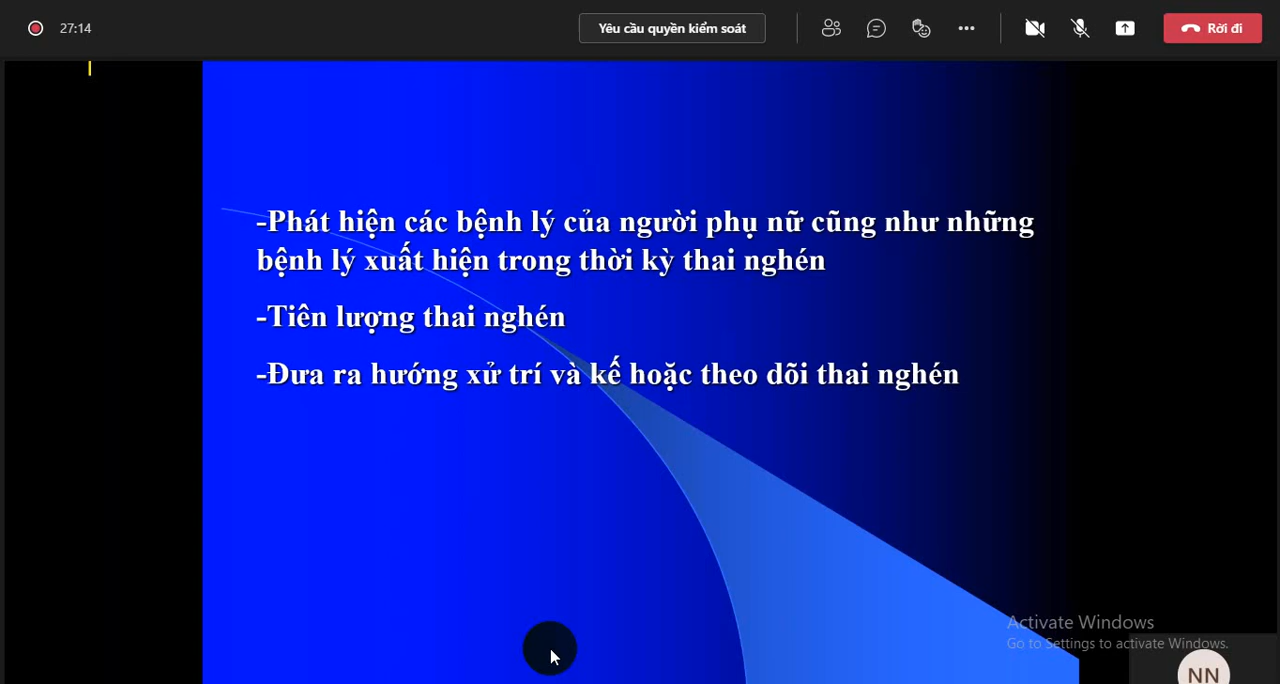 27:14
Yêu cầu quyền kiểm soát
Rời đi
-Phát hiện các bệnh lý của người phụ nữ cũng như những
bệnh lý xuất hiện trong thời kỳ thai nghén
-Tiên lượng thai nghén
-Đưa ra hướng xử trí và kế hoặc theo dõi thai nghén
Activate Windows
Go to Settings to activate Windows.
NN